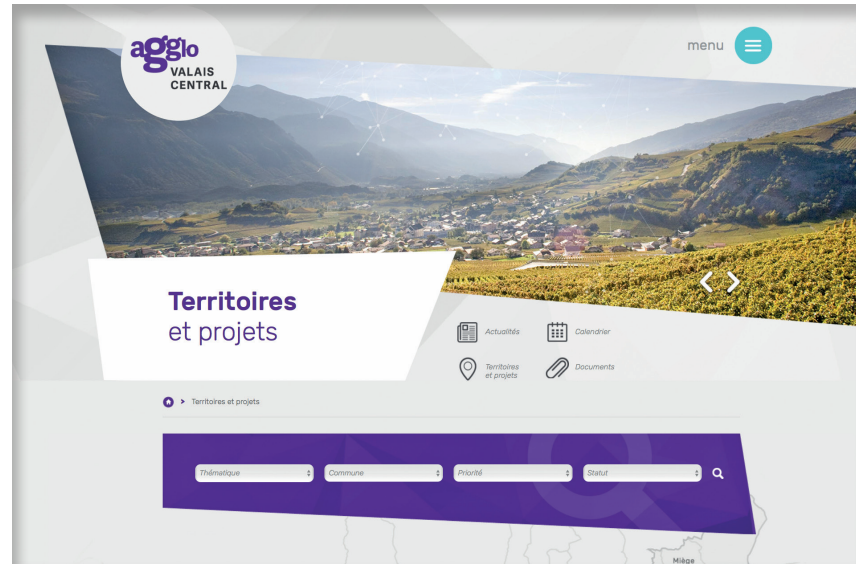 agglo
VALAIS
CENTRAL
menu
Territoires
et projets
Actualités
Calendrier
Territoires
et projets
Documents
> Territoires et projets
Thématique
Commune
Priorité
Statut
Miège